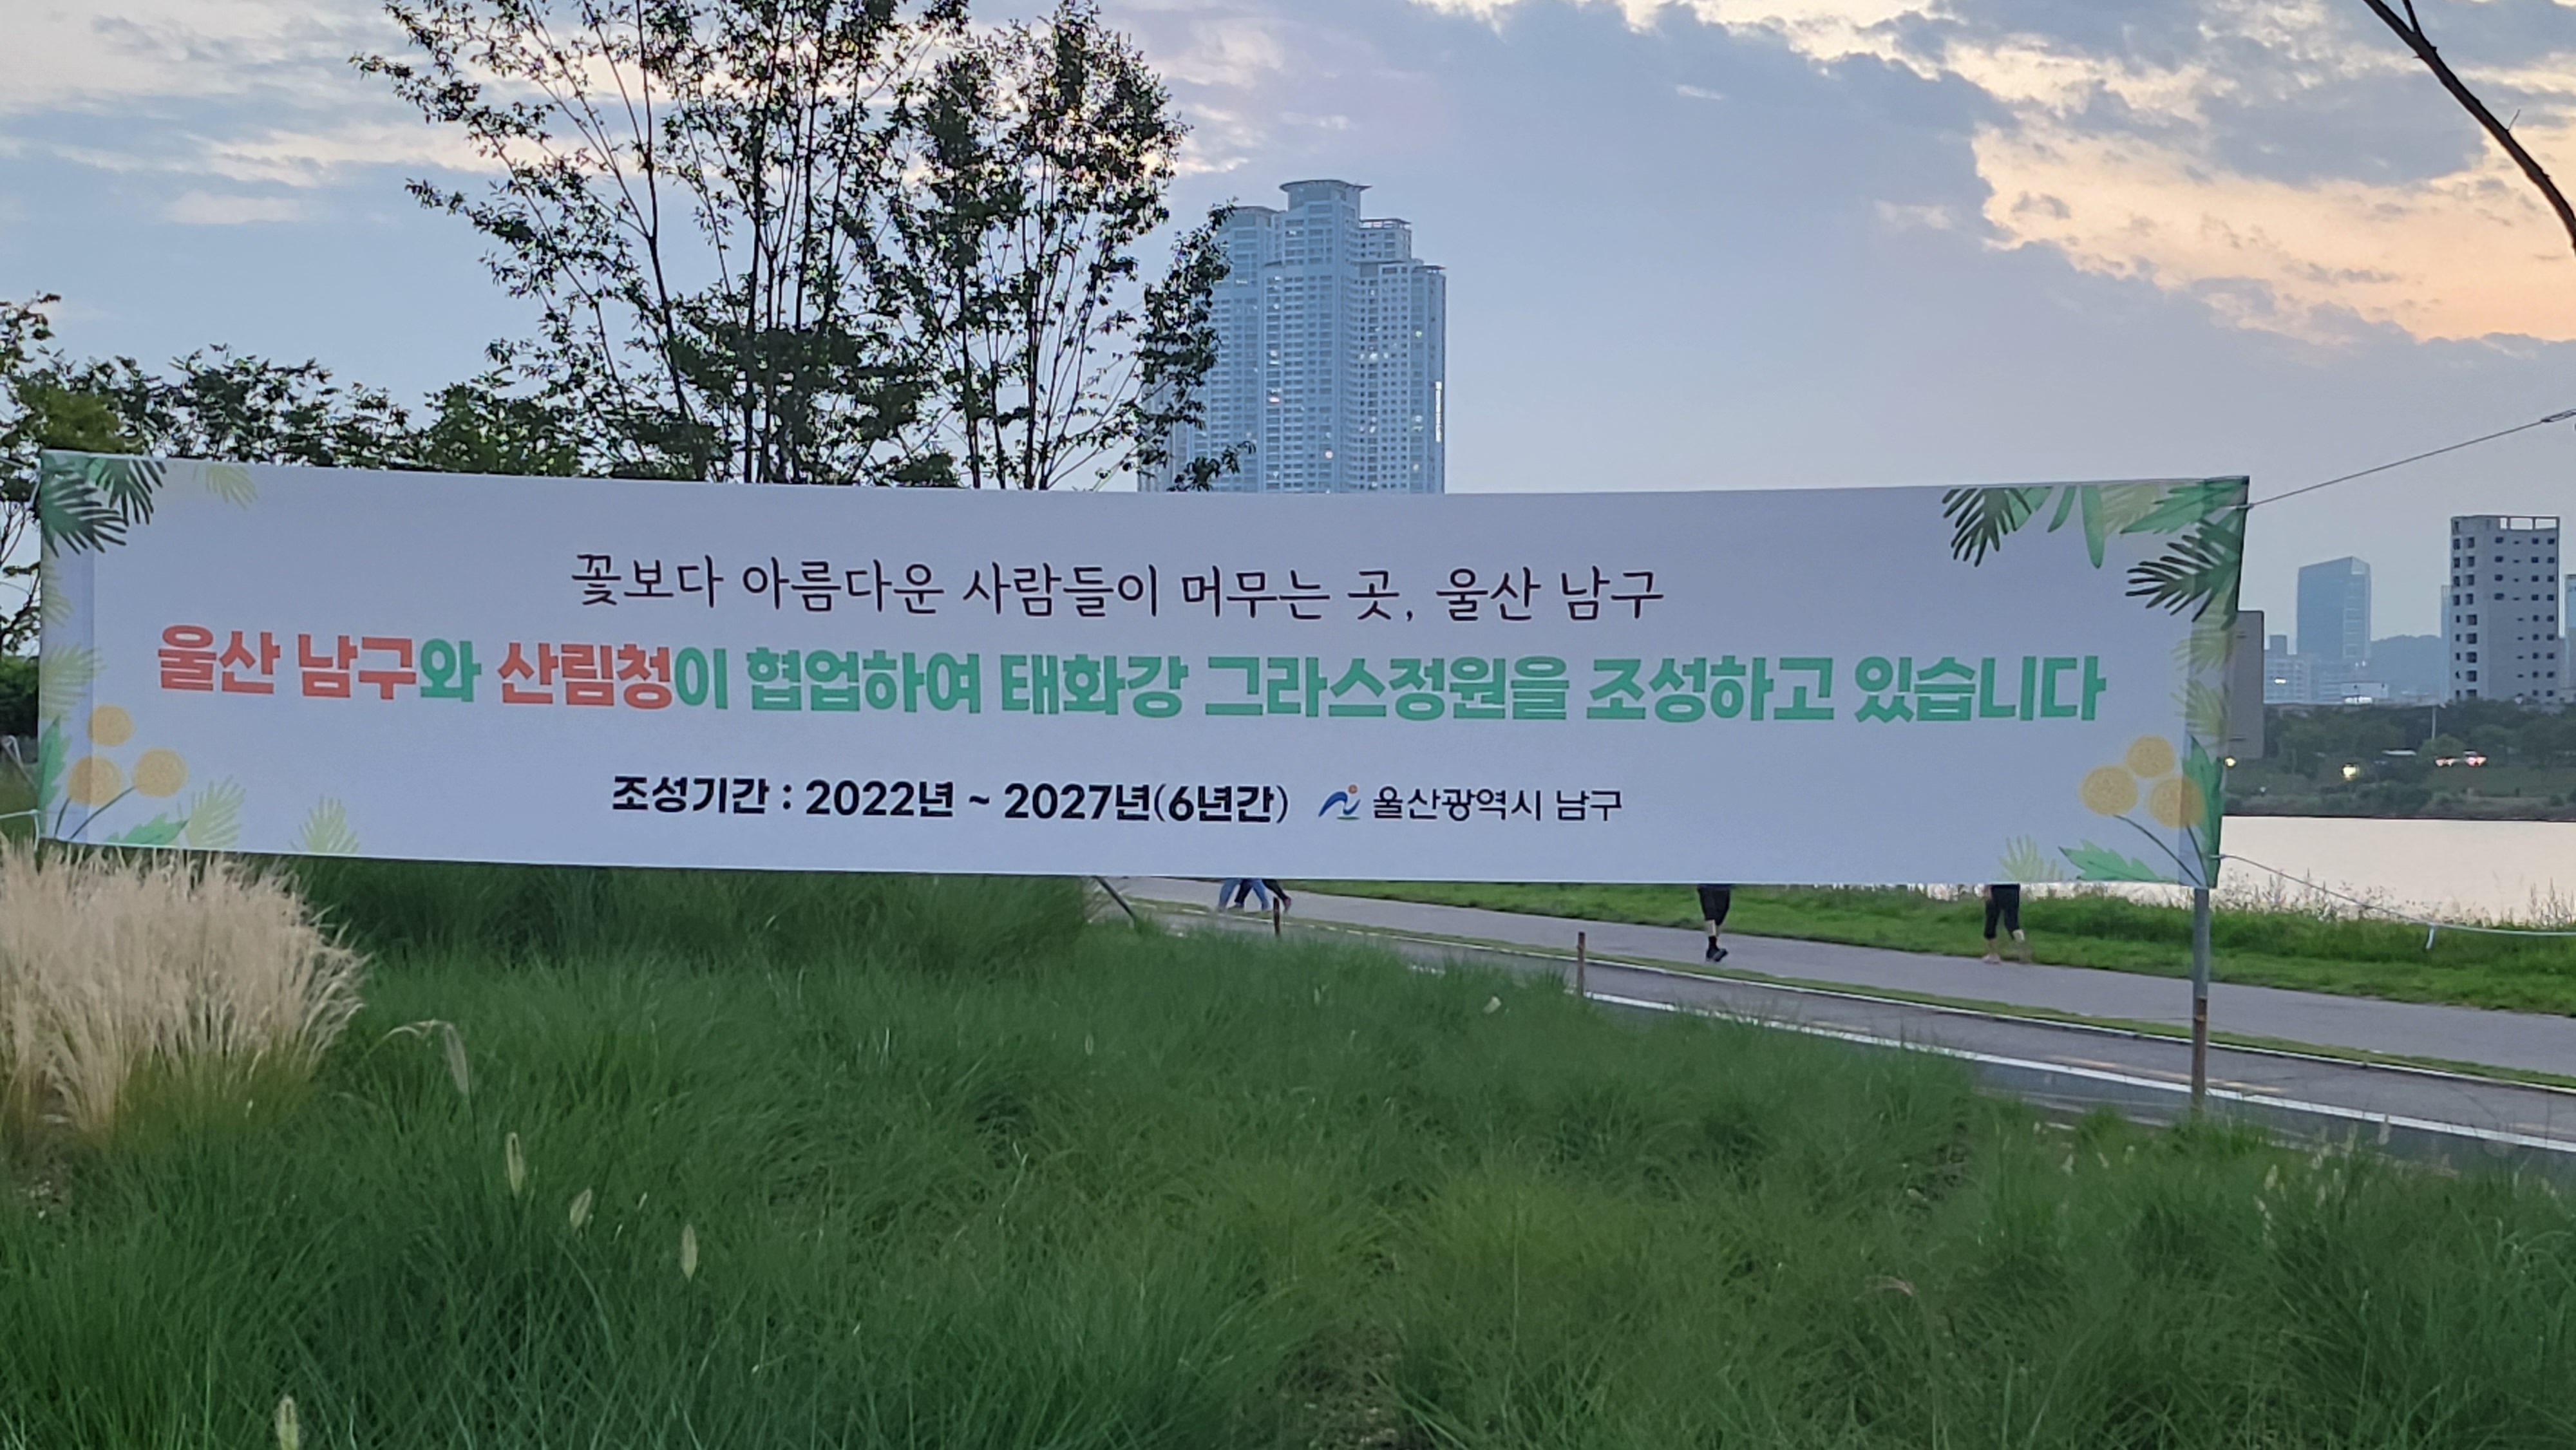 꽃보다 아름다운 사람들이 머무는 곳, 울산 남구
울산 남구와 산림청이 협업하여 태화강 그라스정원을 조성하고 있습니다
조성기간 : 2022년 ~ 2027년(6년간) 울산광역시 남구